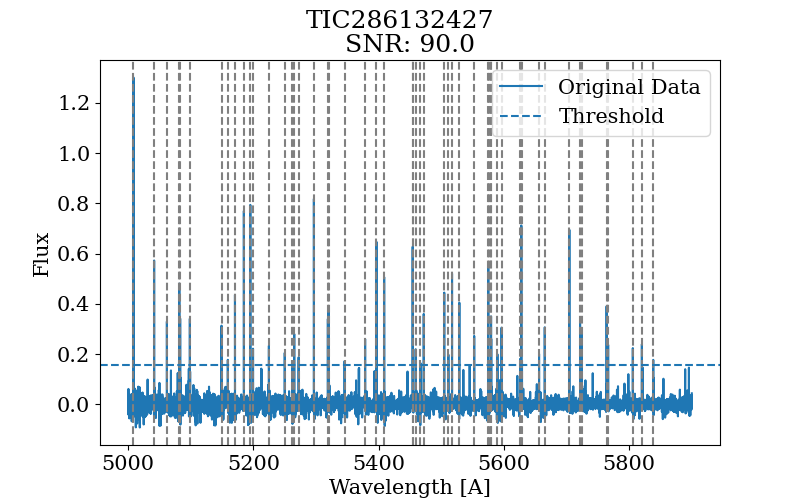 TIC286132427
SNR: 90.0
Original Data
Threshold
Flux
1.2
1.0
0.8
0.6
0.4
0.2
0.0
5000 5200 5400 5600 5800
Wavelength [A]